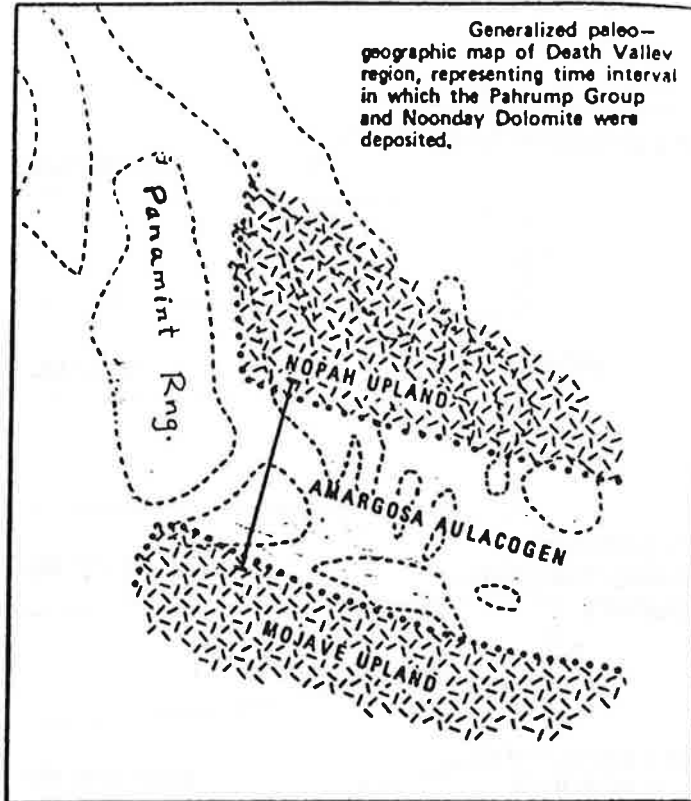 Generalized paleo–
geographic map of Death Valley
region, representing time interval
in which the Pahrump Group
and Noonday Dolomite were
deposited.
Panamint Rng.
NOPAH UPLAND
AMARGOSA AULACOGEN
MOJAVE UPLAND